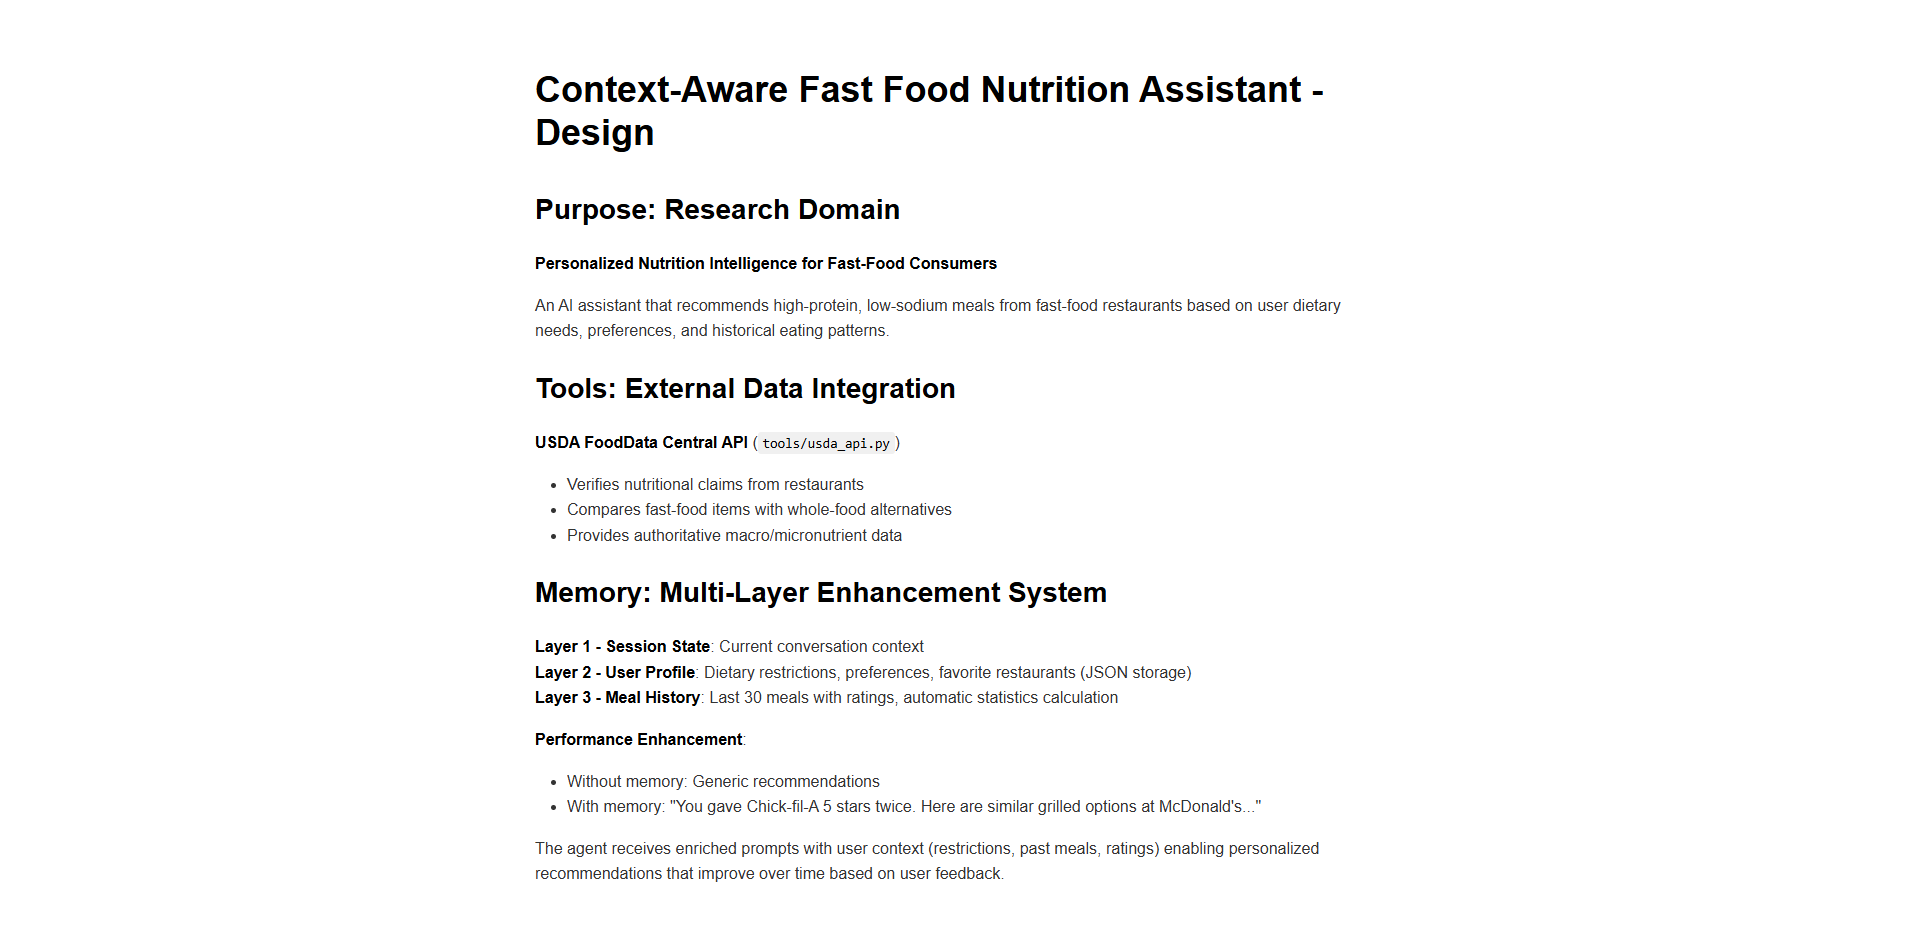 Context-Aware Fast Food Nutrition Assistant -
Design
Purpose: Research Domain
Personalized Nutrition Intelligence for Fast-Food Consumers
An AI assistant that recommends high-protein, low-sodium meals from fast-food restaurants based on user dietary
needs, preferences, and historical eating patterns.
Tools: External Data Integration
USDA FoodData Central API (tools/usda_api.py)
• Verifies nutritional claims from restaurants
• Compares fast-food items with whole-food alternatives
• Provides authoritative macro/micronutrient data
Memory: Multi-Layer Enhancement System
Layer 1 - Session State: Current conversation context
Layer 2 - User Profile: Dietary restrictions, preferences, favorite restaurants (JSON storage)
Layer 3 - Meal History: Last 30 meals with ratings, automatic statistics calculation
Performance Enhancement:
• Without memory: Generic recommendations
• With memory: "You gave Chick-fil-A 5 stars twice. Here are similar grilled options at McDonald's..."
The agent receives enriched prompts with user context (restrictions, past meals, ratings) enabling personalized
recommendations that improve over time based on user feedback.